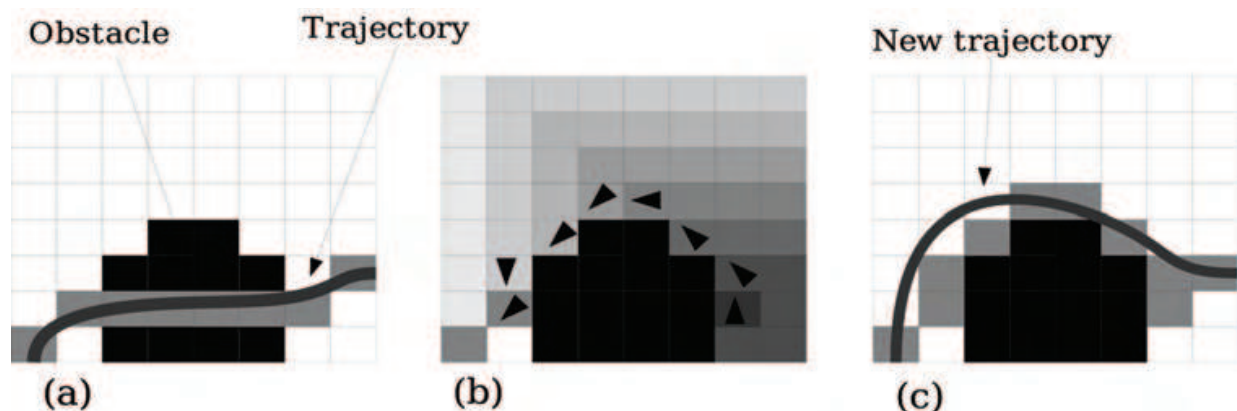 Obstacle
Trajectory
New trajectory
(a)
(b)
(c)